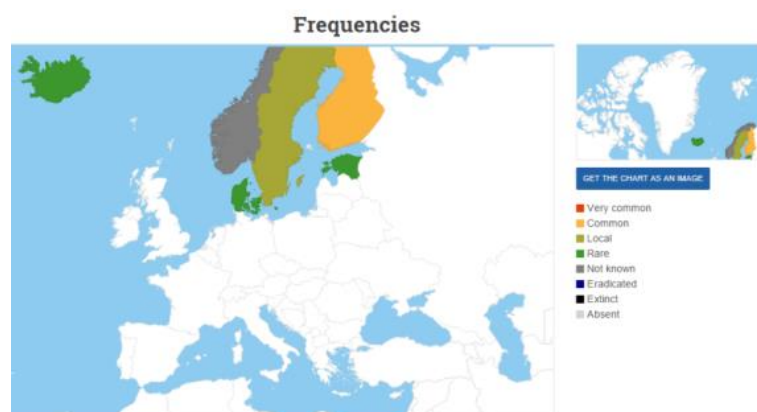 Frequencies
GET THE CHART AS AN IMAGE
Very common
Common
Local
Rare
Not known
Eradicated
Extinct
Absent